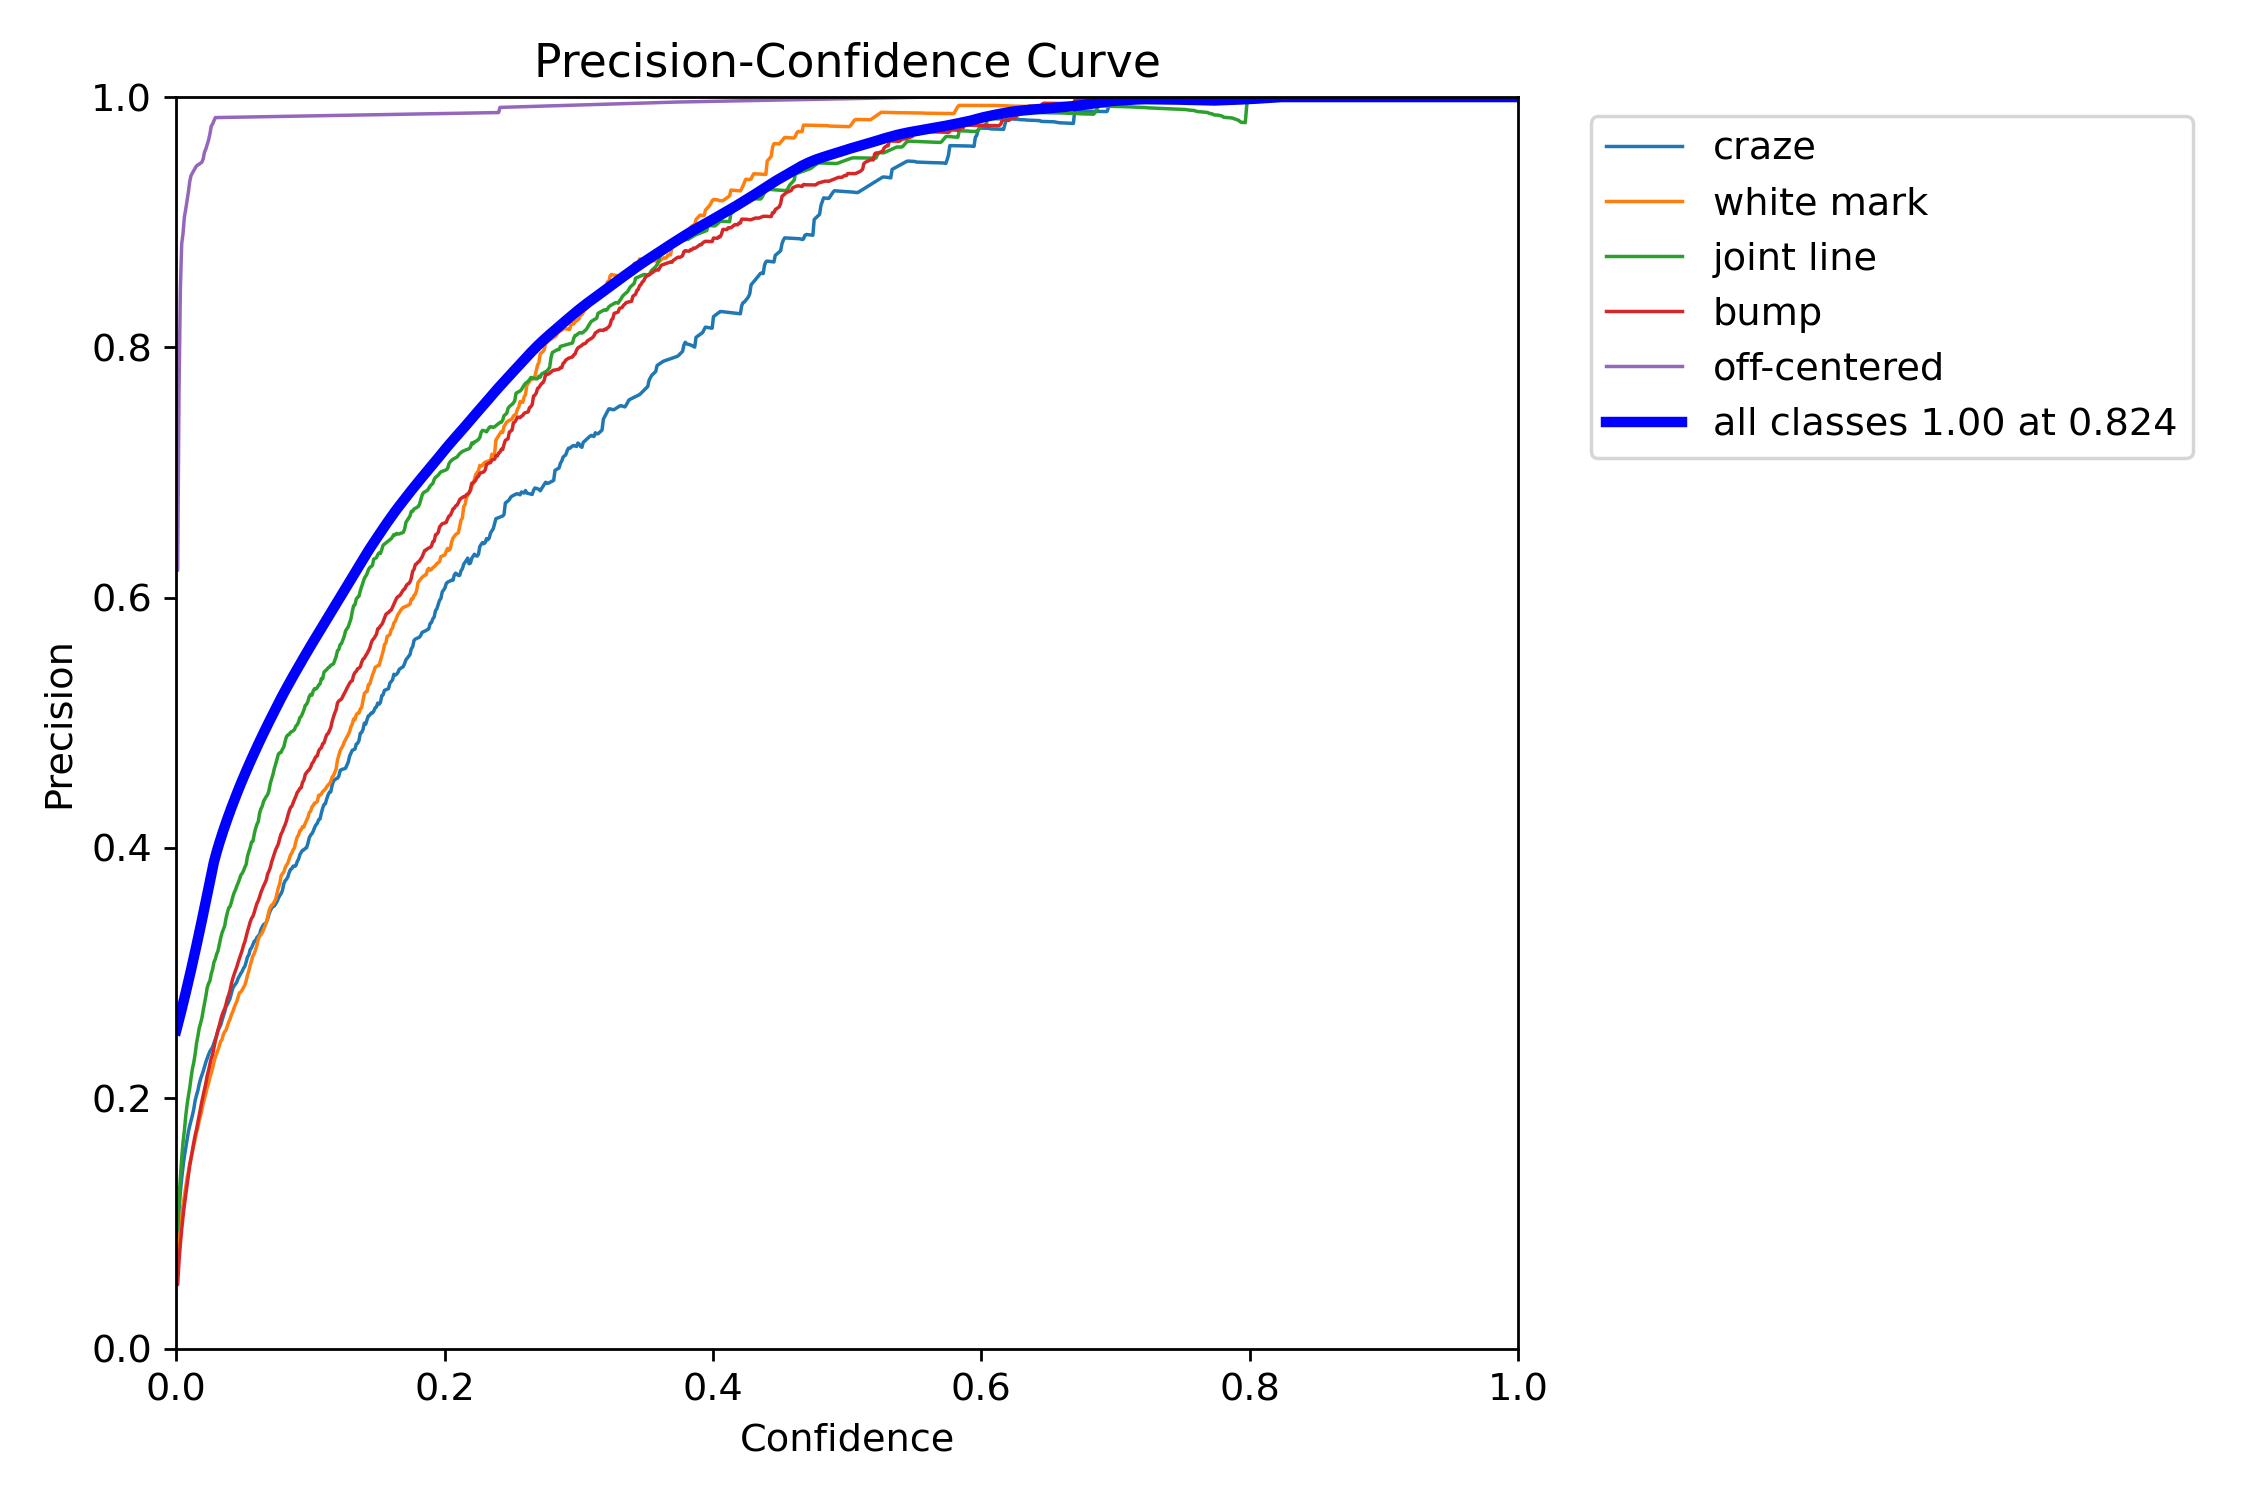 Precision-Confidence Curve
1.0
0.8
0.6
0.4
0.2
0.0
Precision
0.0 0.2 0.4 0.6 0.8 1.0
Confidence
craze
white mark
joint line
bump
off-centered
all classes 1.00 at 0.824